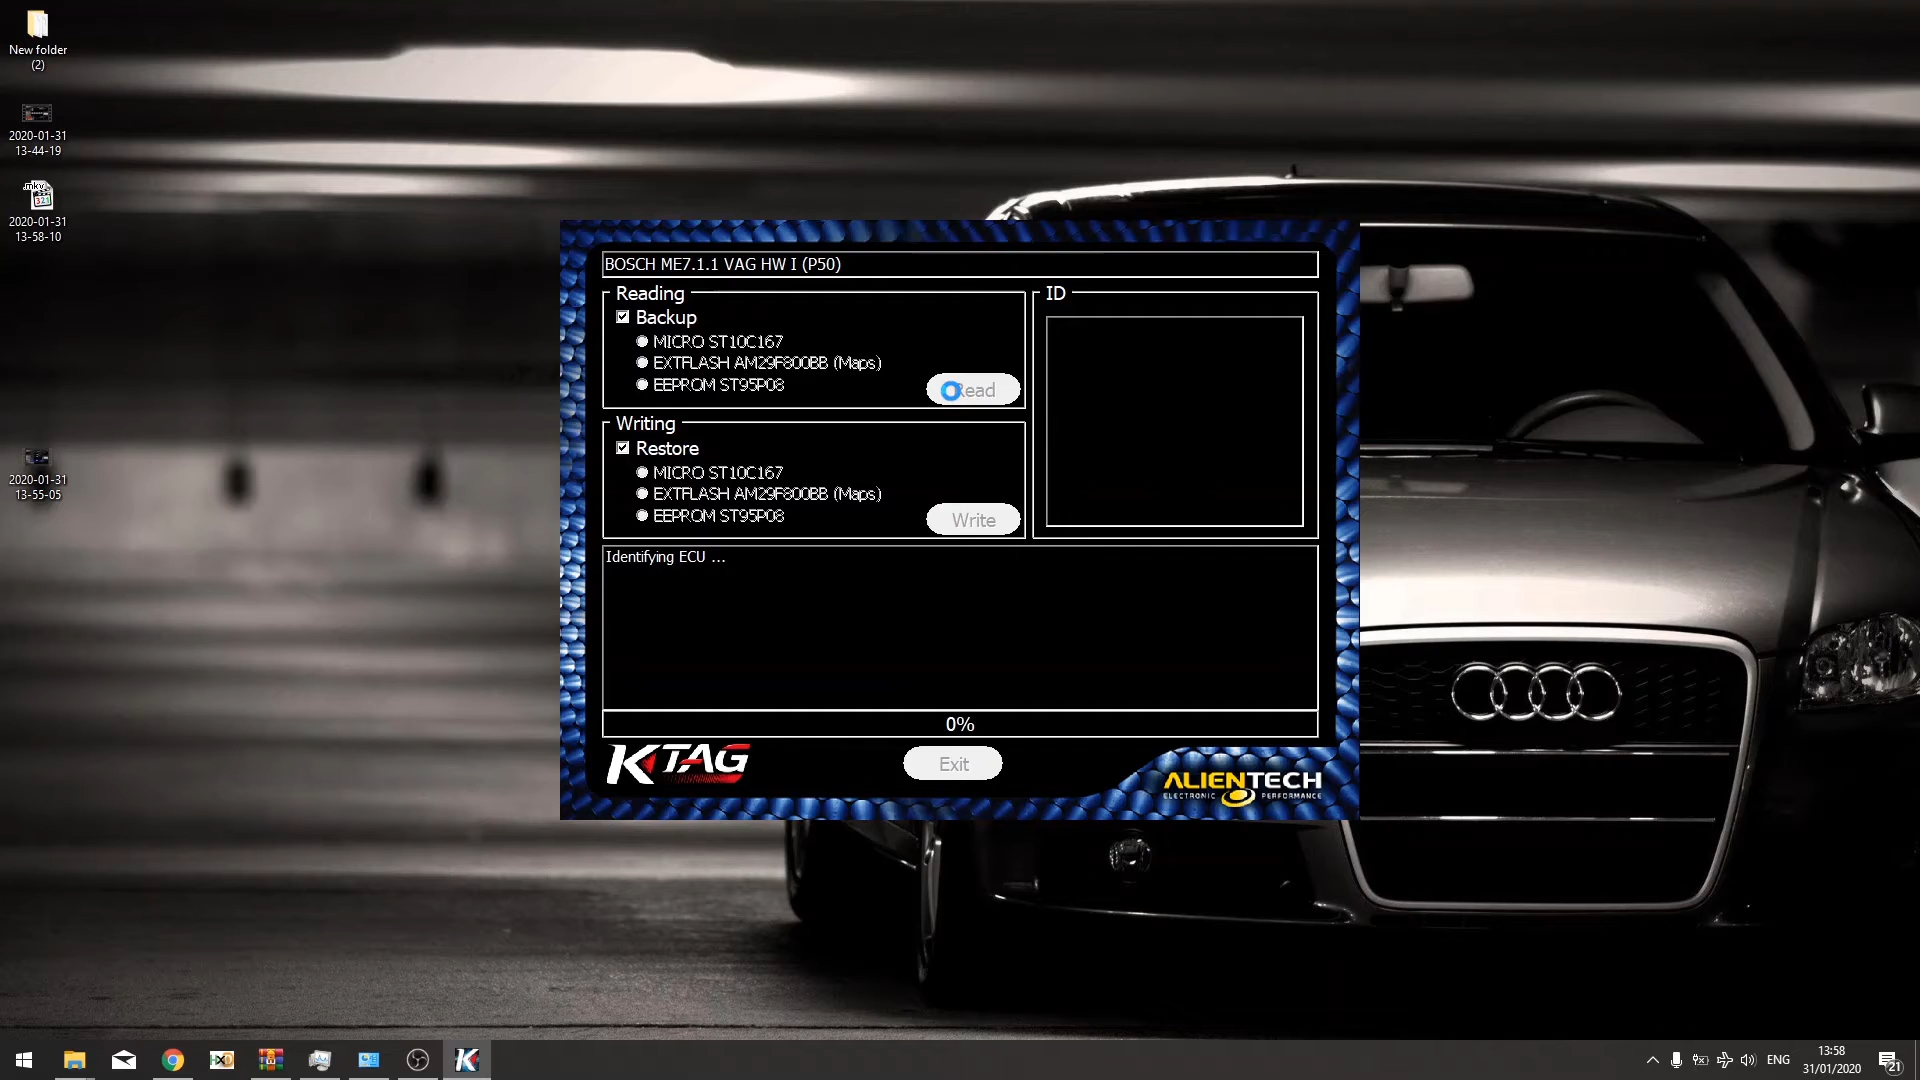 New folder
(2)
2020-01-31
13-44-19
.mkv
321
2020-01-31
13-58-10
2020-01-31
13-55-05
BOSCH ME7.1.1 VAG HW I (P50)
Reading
Backup
MICRO ST10C167
EXTFLASH AM29F800BB (Maps)
EEPROM ST95P08
Read
ID
Writing
Restore
MICRO ST10C167
EXTFLASH AM29F800BB (Maps)
EEPROM ST95P08
Write
Identifying ECU ...
0%
KTAG
Exit
ALIENTECH
ELECTRONIC PERFORMANCE
ENG
13:58
31/01/2020
21